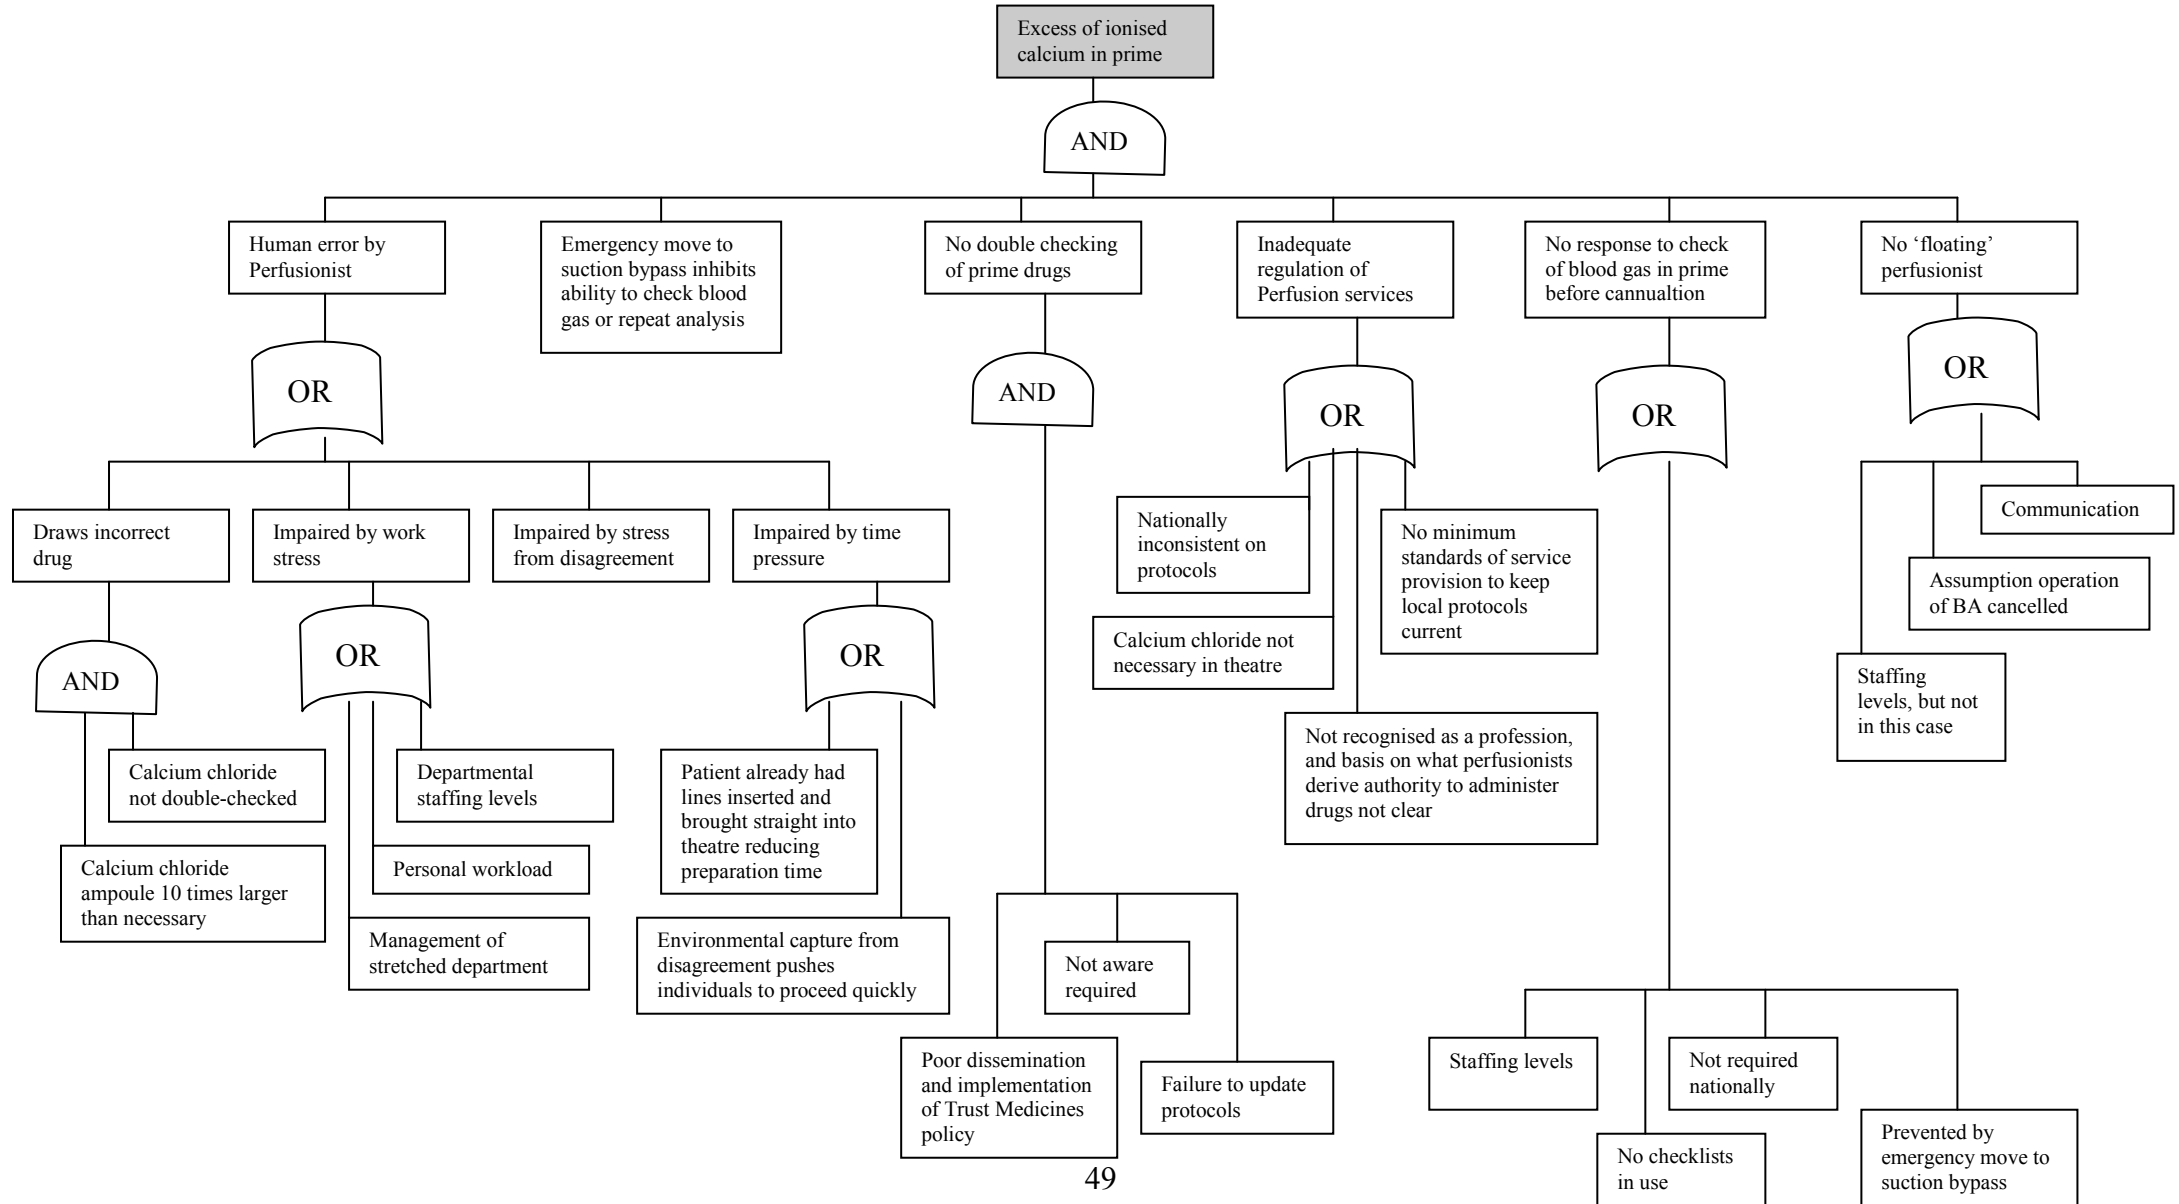 Excess of ionised
calcium in prime
AND
Human error by
Perfusionist
Emergency move to
suction bypass inhibits
ability to check blood
gas or repeat analysis
No double checking
of prime drugs
Inadequate
regulation of
Perfusion services
No response to check
of blood gas in prime
before cannualtion
No ‘floating’
perfusionist
OR
AND
OR
OR
OR
Draws incorrect
drug
Impaired by work
stress
Impaired by stress
from disagreement
Impaired by time
pressure
Nationally
inconsistent on
protocols
No minimum
standards of service
provision to keep
local protocols
current
Communication
Assumption operation
of BA cancelled
AND
OR
OR
Calcium chloride not
necessary in theatre
Staffing
levels, but not
in this case
Not recognised as a profession,
and basis on what perfusionists
derive authority to administer
drugs not clear
Calcium chloride
not double-checked
Departmental
staffing levels
Patient already had
lines inserted and
brought straight into
theatre reducing
preparation time
Calcium chloride
ampoule 10 times larger
than necessary
Personal workload
Management of
stretched department
Environmental capture from
disagreement pushes
individuals to proceed quickly
Not aware
required
Poor dissemination
and implementation
of Trust Medicines
policy
Failure to update
protocols
Staffing levels
Not required
nationally
No checklists
in use
Prevented by
emergency move to
suction bypass
49